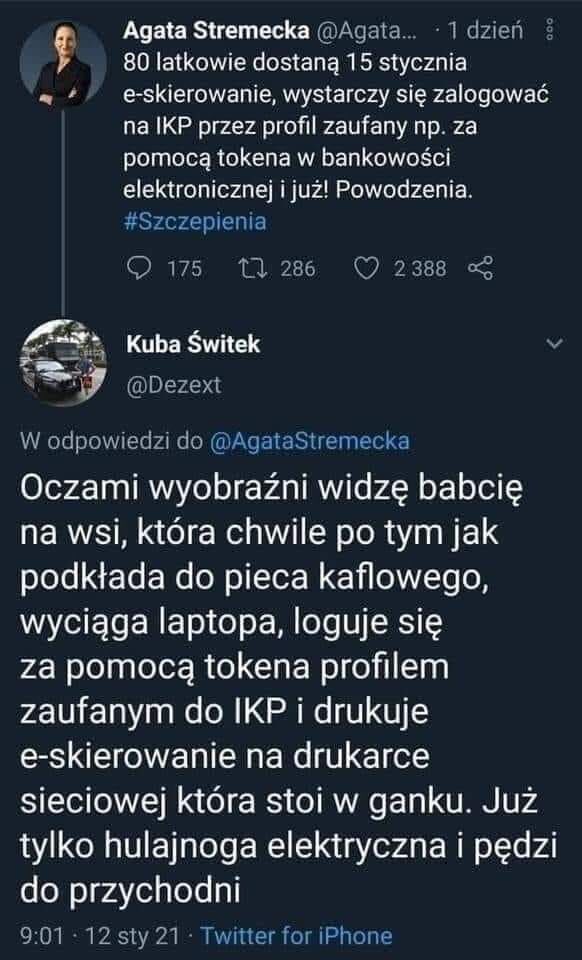 Agata Stremecka @Agata... · 1 dzień
80 latkowie dostaną 15 stycznia
e-skierowanie, wystarczy się zalogować
na IKP przez profil zaufany np. za
pomocą tokena w bankowości
elektronicznej i już! Powodzenia.
#Szczepienia
175 286 2 388
Kuba Świtek
@Dezext
W odpowiedzi do @AgataStremecka
Oczami wyobraźni widzę babcię
na wsi, która chwile po tym jak
podkłada do pieca kaflowego,
wyciąga laptopa, loguje się
za pomocą tokena profilem
zaufanym do IKP i drukuje
e-skierowanie na drukarce
sieciowej która stoi w ganku. Już
tylko hulajnoga elektryczna i pędzi
do przychodni
9:01 · 12 sty 21 · Twitter for iPhone